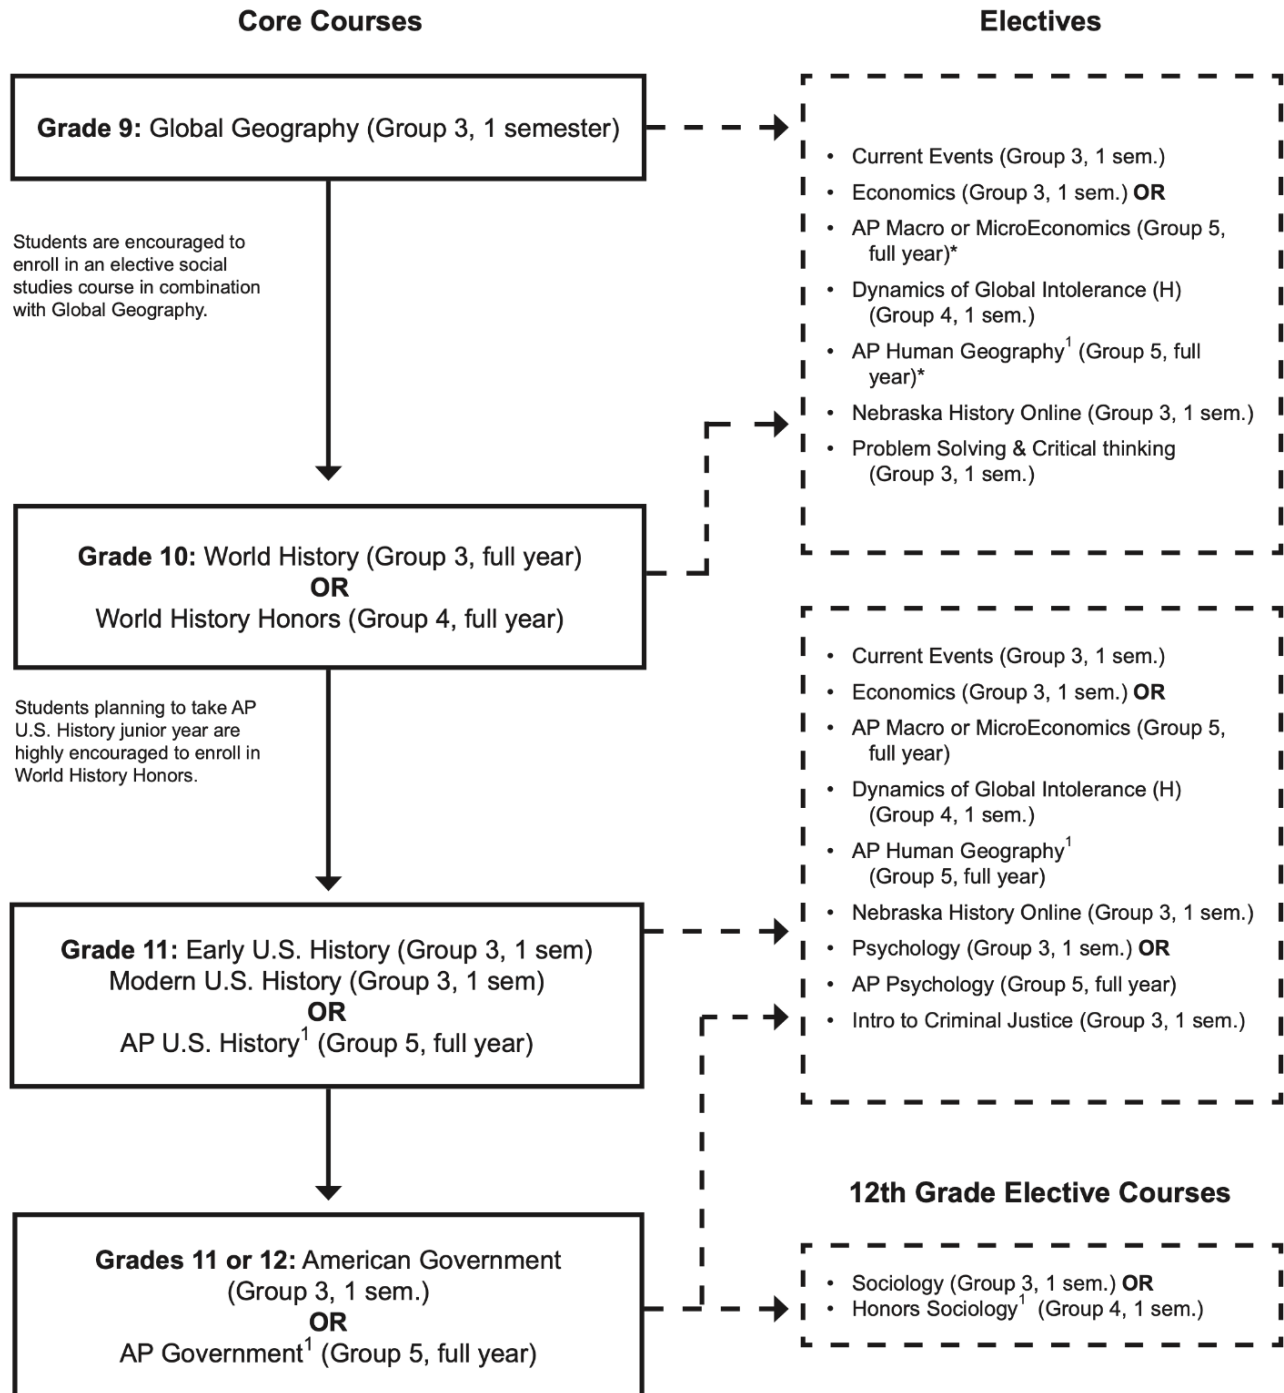 Core Courses
Grade 9: Global Geography (Group 3, 1 semester)
Students are encouraged to
enroll in an elective social
studies course in combination
with Global Geography.
Grade 10: World History (Group 3, full year)
OR
World History Honors (Group 4, full year)
Students planning to take AP
U.S. History junior year are
highly encouraged to enroll in
World History Honors.
Grade 11: Early U.S. History (Group 3, 1 sem)
Modern U.S. History (Group 3, 1 sem)
OR
AP U.S. History¹ (Group 5, full year)
Grades 11 or 12: American Government
(Group 3, 1 sem.)
OR
AP Government¹ (Group 5, full year)
Electives
• Current Events (Group 3, 1 sem.)
• Economics (Group 3, 1 sem.) OR
• AP Macro or MicroEconomics (Group 5,
full year)*
• Dynamics of Global Intolerance (H)
(Group 4, 1 sem.)
• AP Human Geography¹ (Group 5, full
year)*
• Nebraska History Online (Group 3, 1 sem.)
• Problem Solving & Critical thinking
(Group 3, 1 sem.)
• Current Events (Group 3, 1 sem.)
• Economics (Group 3, 1 sem.) OR
• AP Macro or MicroEconomics (Group 5,
full year)
• Dynamics of Global Intolerance (H)
(Group 4, 1 sem.)
• AP Human Geography¹
(Group 5, full year)
• Nebraska History Online (Group 3, 1 sem.)
• Psychology (Group 3, 1 sem.) OR
• AP Psychology (Group 5, full year)
• Intro to Criminal Justice (Group 3, 1 sem.)
12th Grade Elective Courses
• Sociology (Group 3, 1 sem.) OR
• Honors Sociology¹ (Group 4, 1 sem.)